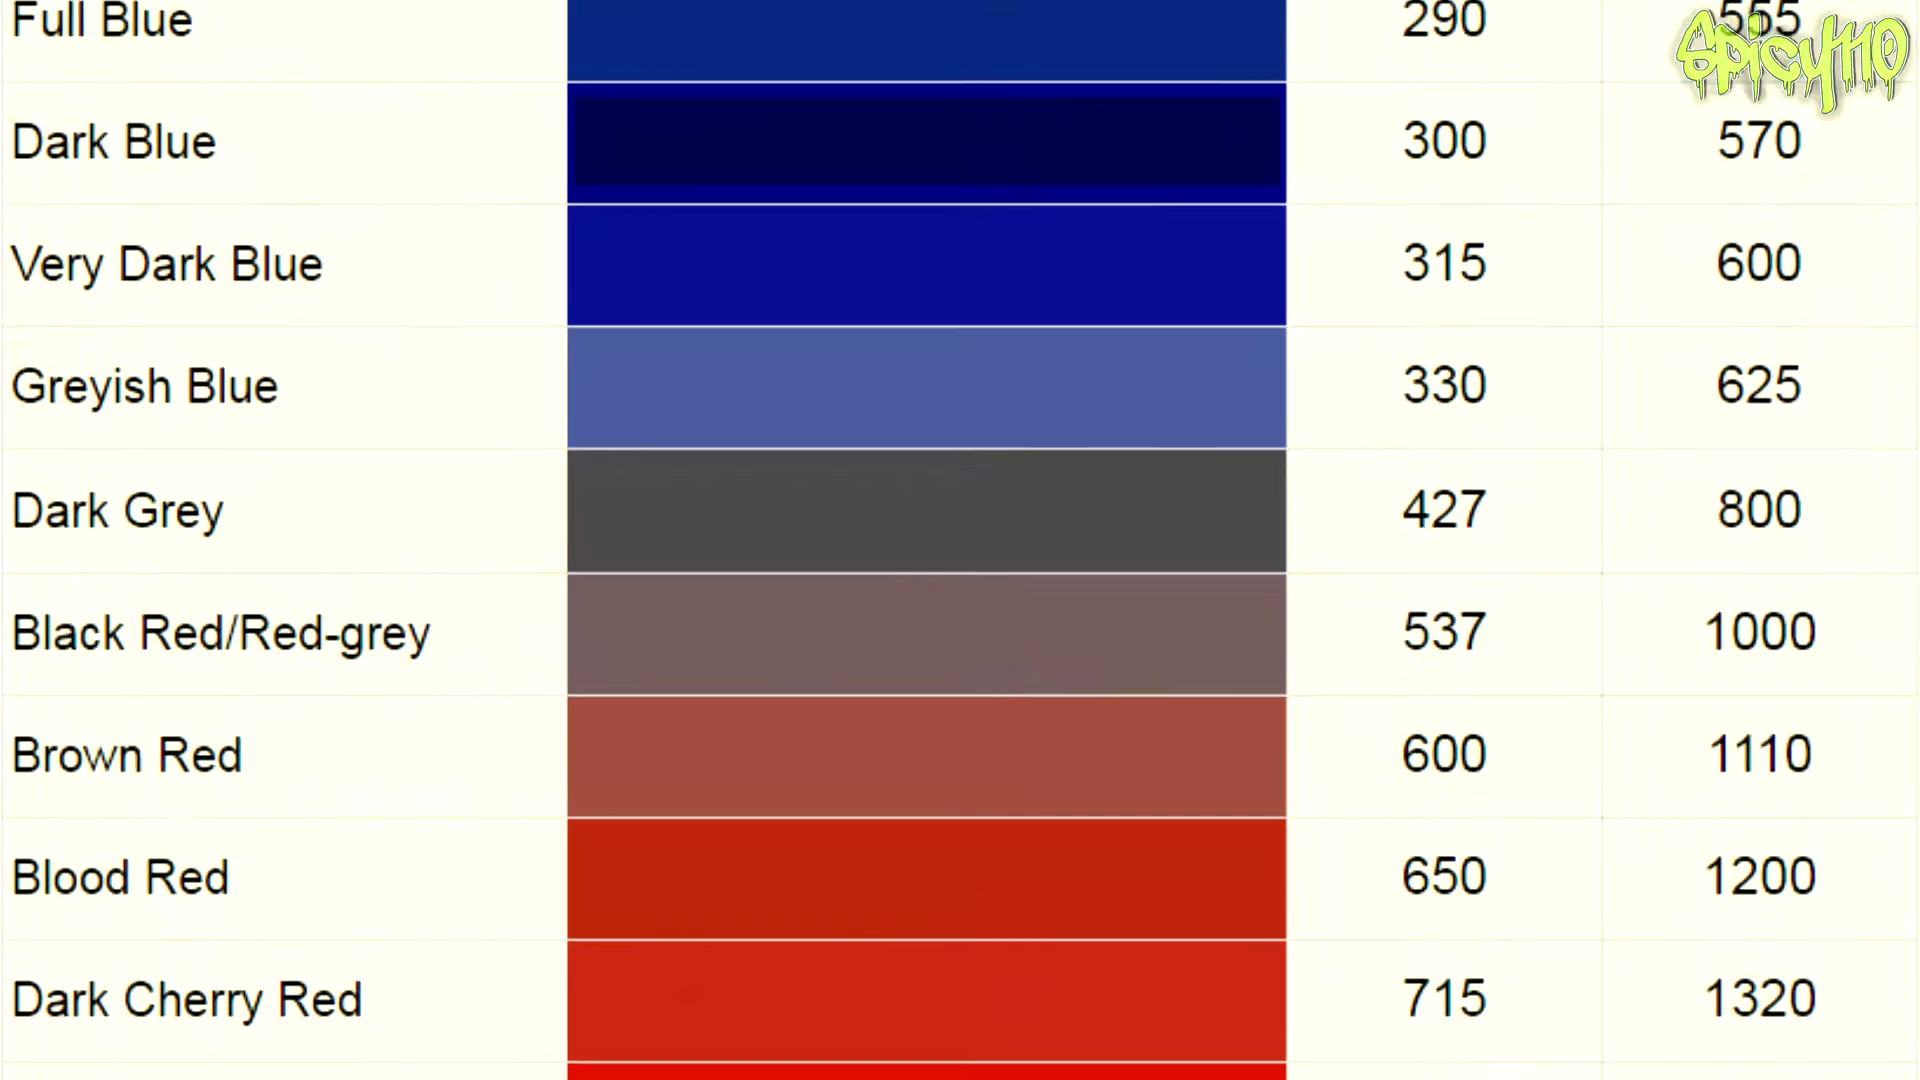 Full Blue 290 555
Spicy110
Dark Blue 300 570
Very Dark Blue 315 600
Greyish Blue 330 625
Dark Grey 427 800
Black Red/Red-grey 537 1000
Brown Red 600 1110
Blood Red 650 1200
Dark Cherry Red 715 1320